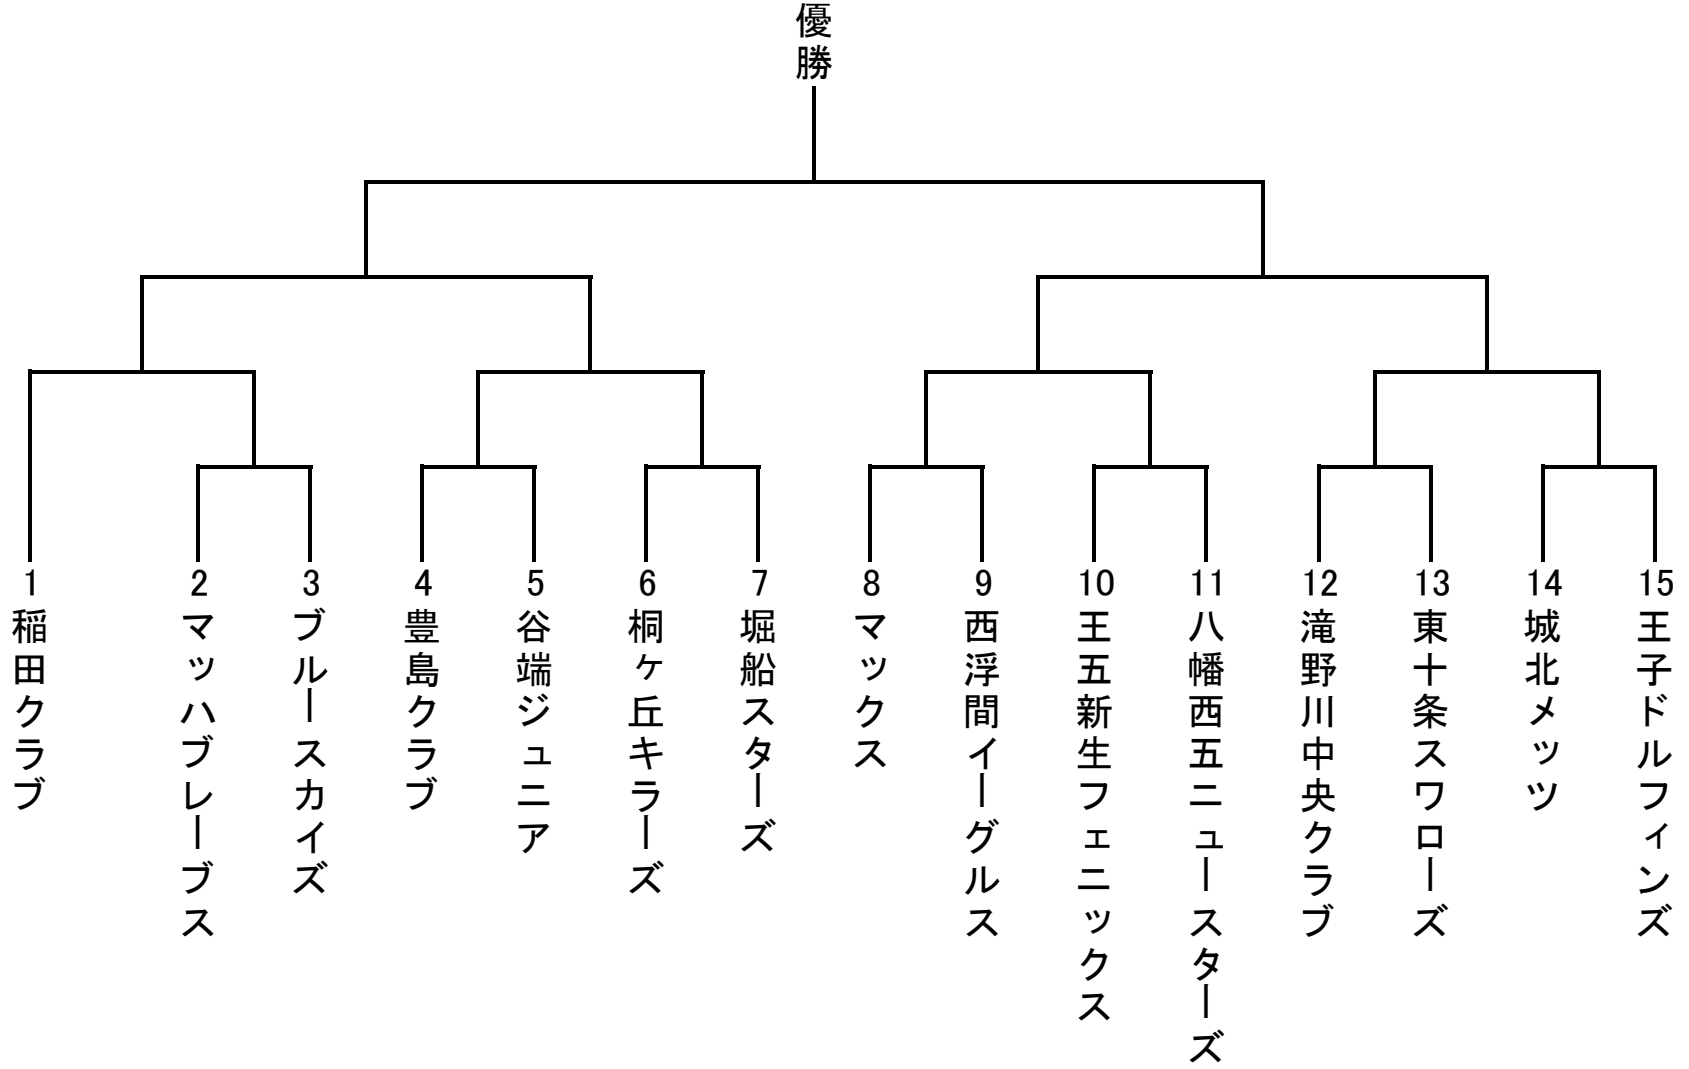 優勝
1
稲田クラブ
2
マッハブレーブス
3
ブルースカイズ
4
豊島クラブ
5
谷端ジュニア
6
桐ヶ丘キラーズ
7
堀船スターズ
8
マックス
9
西浮間イーグルス
10
王五新生フェニックス
11
八幡西五ニュースターズ
12
滝野川中央クラブ
13
東十条スワローズ
14
城北メッツ
15
王子ドルフィンズ